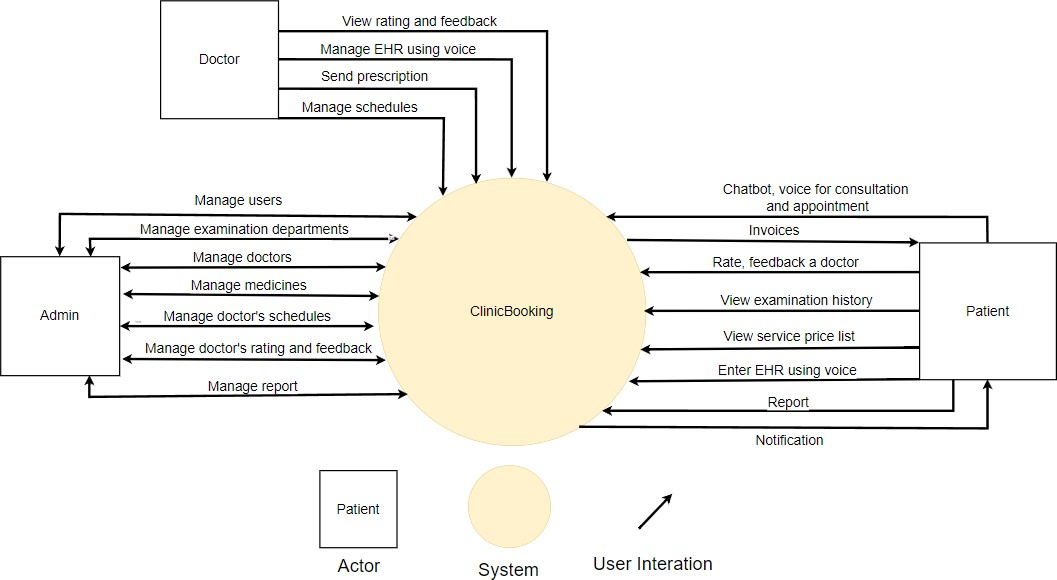 View rating and feedback
Doctor
Manage EHR using voice
Send prescription
Manage schedules
Manage users
Manage examination departments
Manage doctors
Manage medicines
Admin
Manage doctor's schedules
Manage doctor's rating and feedback
Manage report
ClinicBooking
Chatbot, voice for consultation
and appointment
Invoices
Rate, feedback a doctor
View examination history
Patient
View service price list
Enter EHR using voice
Report
Notification
Patient
Actor
System
User Interation